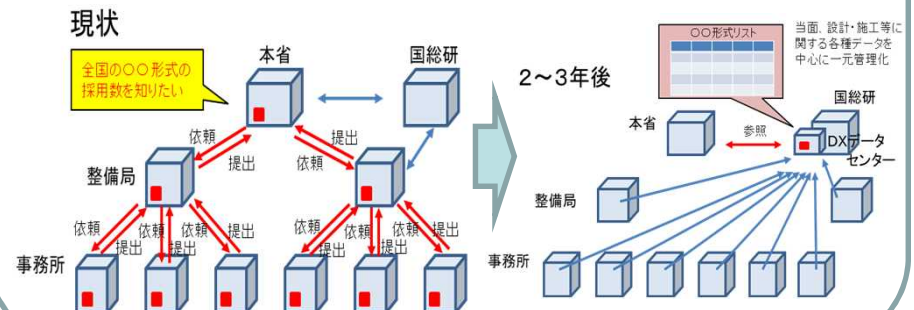 現状
全国の〇〇形式の
採用数を知りたい
本省
国総研
依頼
提出
提出
依頼
整備局
依頼
提出
依頼
提出
依頼
提出
依頼
提出
依頼
提出
事務所
2～3年後
〇〇形式リスト
当面、設計・施工等に
関する各種データを
中心に一元管理化
国総研
本省
参照
DXデータ
センター
整備局
事務所